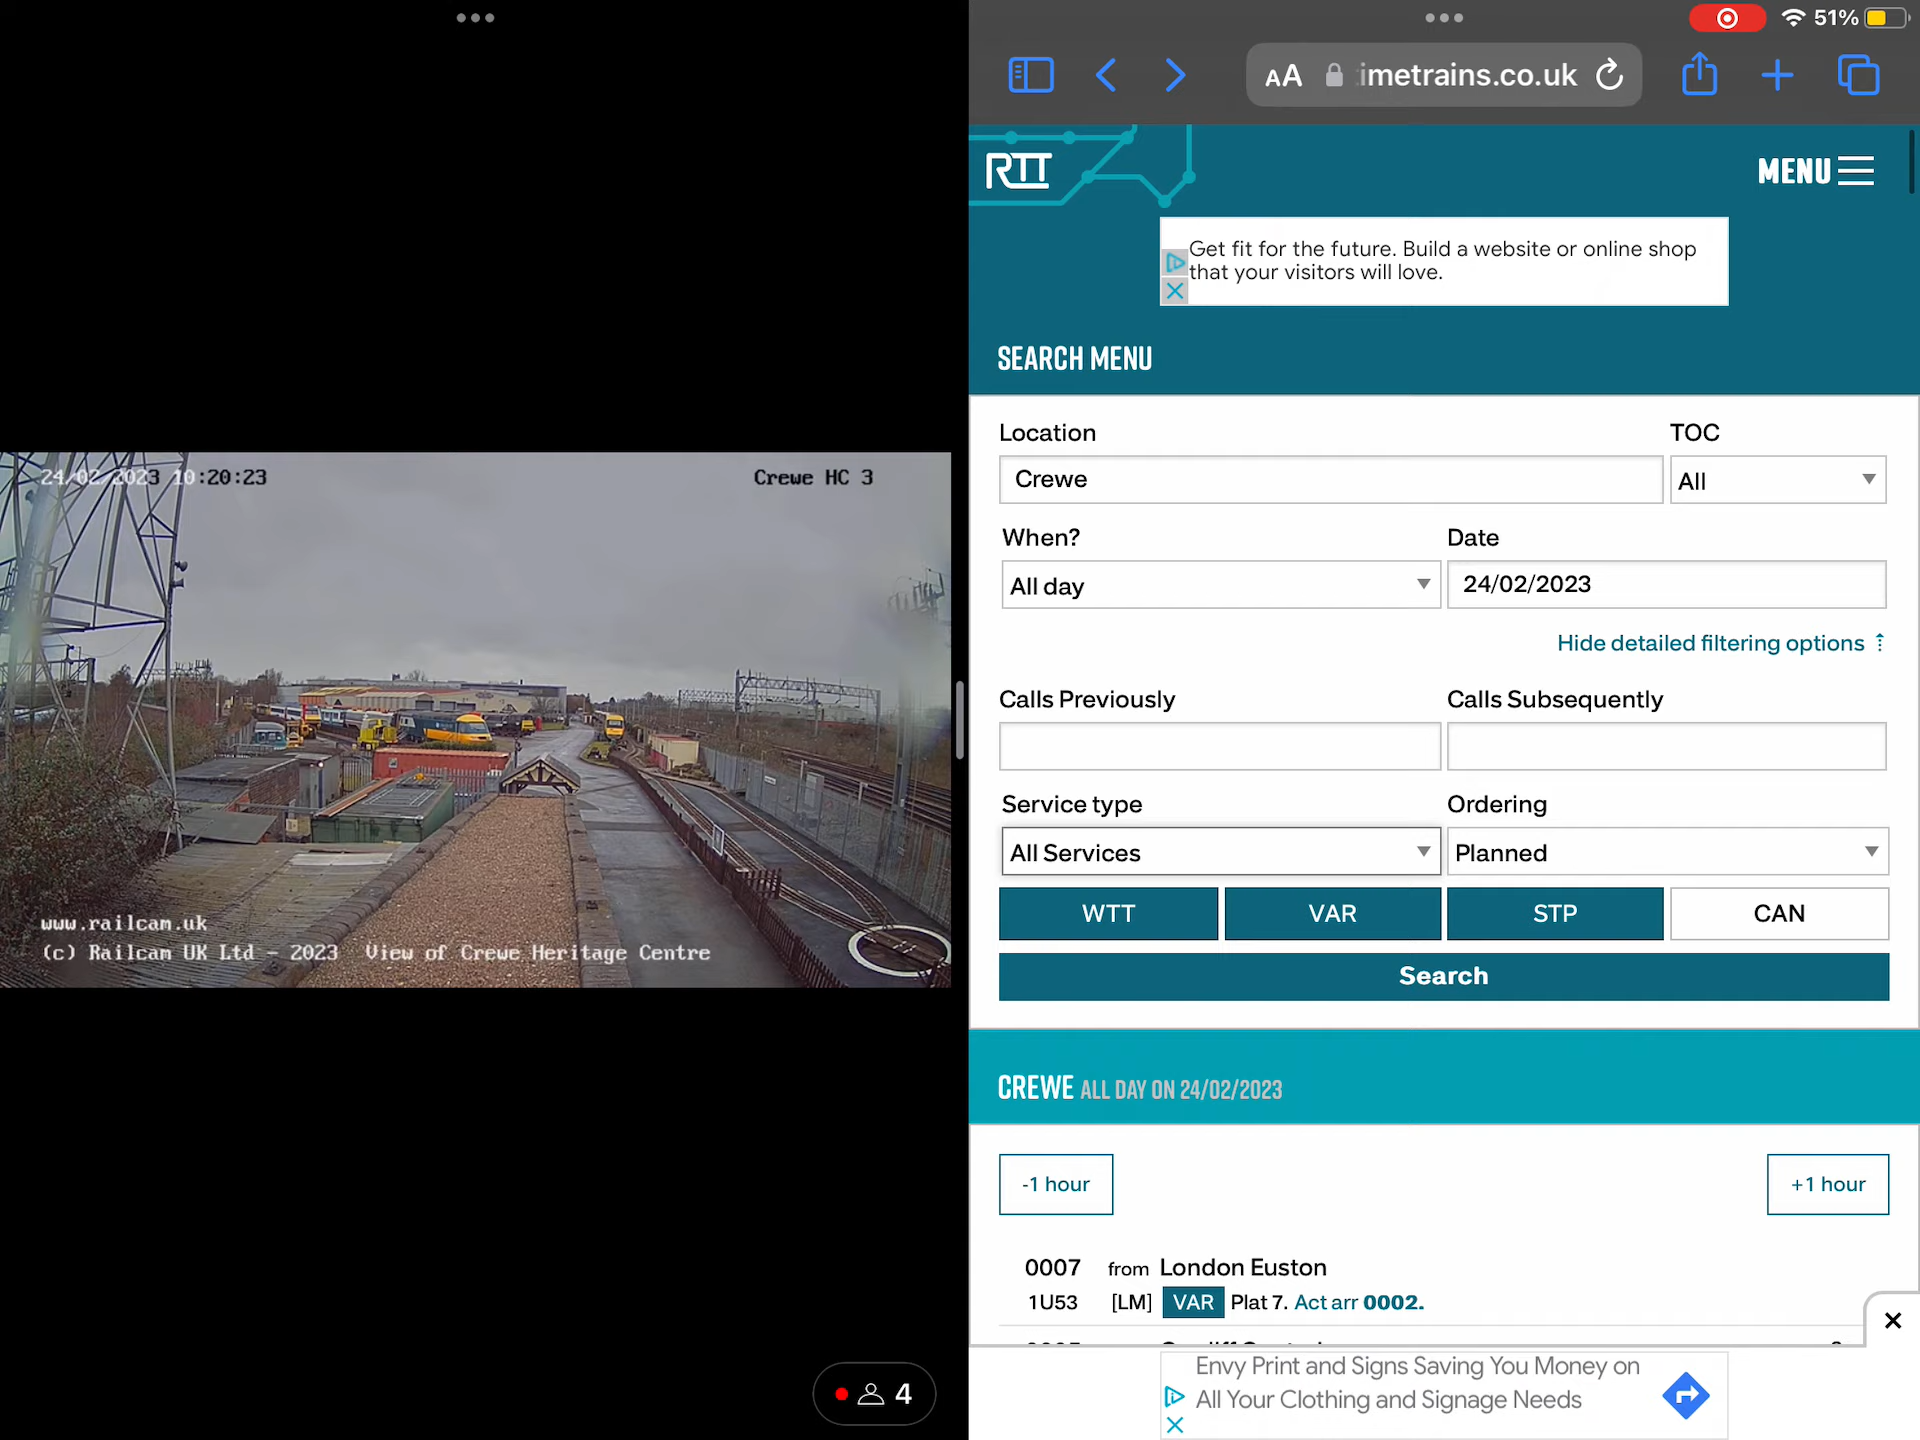 51%
AA imetrains.co.uk
RTT
MENU
Get fit for the future. Build a website or online shop
that your visitors will love.
SEARCH MENU
Location
TOC
Crewe
All
When?
Date
All day
24/02/2023
Hide detailed filtering options
Calls Previously
Calls Subsequently
Service type
Ordering
All Services
Planned
WTT
VAR
STP
CAN
Search
CREWE ALL DAY ON 24/02/2023
-1 hour
+1 hour
0007 from London Euston
1U53 [LM] VAR Plat 7. Act arr 0002.
Envy Print and Signs Saving You Money on
All Your Clothing and Signage Needs
24/02/2023 10:20:23
Crewe HC 3
www.railcam.uk
(c) Railcam UK Ltd - 2023 View of Crewe Heritage Centre
4